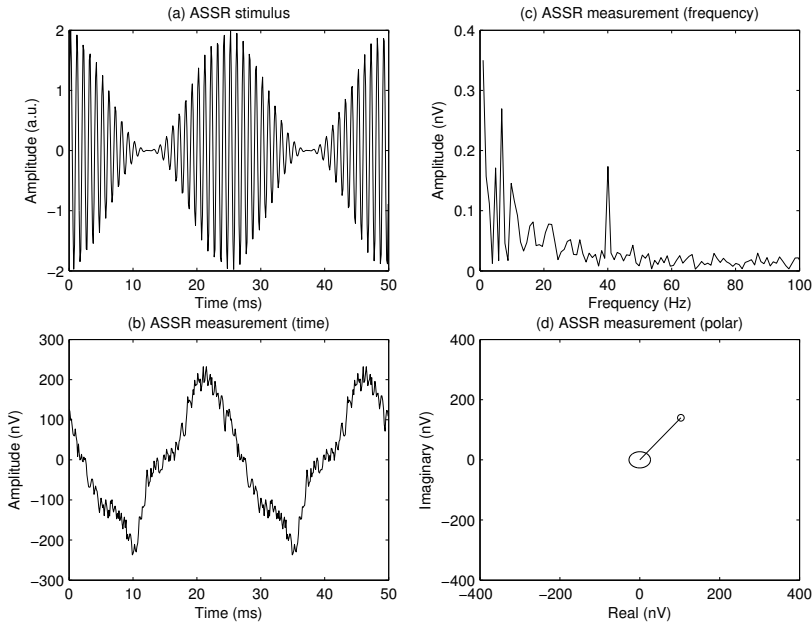 (a) ASSR stimulus
2
1
0
−1
−2
Amplitude (a.u.)
0 10 20 30 40 50
Time (ms)
(c) ASSR measurement (frequency)
0.4
0.3
0.2
0.1
0
Amplitude (nV)
0 20 40 60 80 100
Frequency (Hz)
(b) ASSR measurement (time)
300
200
100
0
−100
−200
−300
Amplitude (nV)
0 10 20 30 40 50
Time (ms)
(d) ASSR measurement (polar)
400
200
0
−200
−400
Imaginary (nV)
−400 −200 0 200 400
Real (nV)